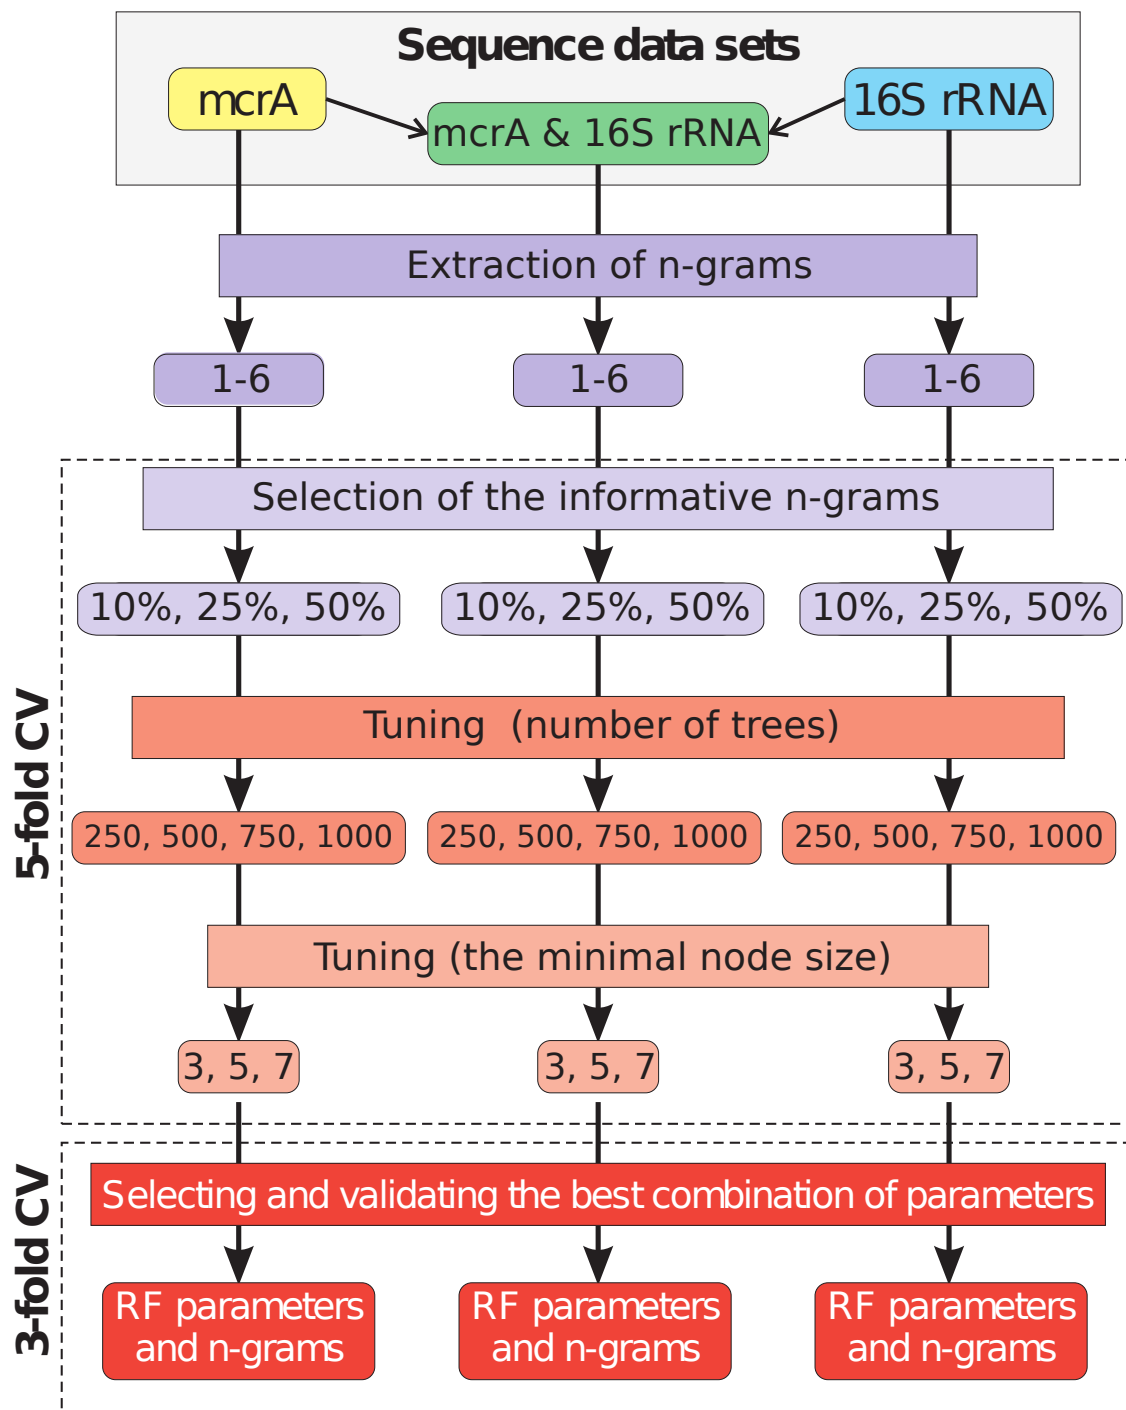 Sequence data sets
mcrA
16S rRNA
mcrA & 16S rRNA
Extraction of n-grams
1-6
1-6
1-6
Selection of the informative n-grams
10%, 25%, 50%
10%, 25%, 50%
10%, 25%, 50%
Tuning (number of trees)
250, 500, 750, 1000
250, 500, 750, 1000
250, 500, 750, 1000
Tuning (the minimal node size)
3, 5, 7
3, 5, 7
3, 5, 7
5-fold CV
Selecting and validating the best combination of parameters
RF parameters
and n-grams
RF parameters
and n-grams
RF parameters
and n-grams
3-fold CV